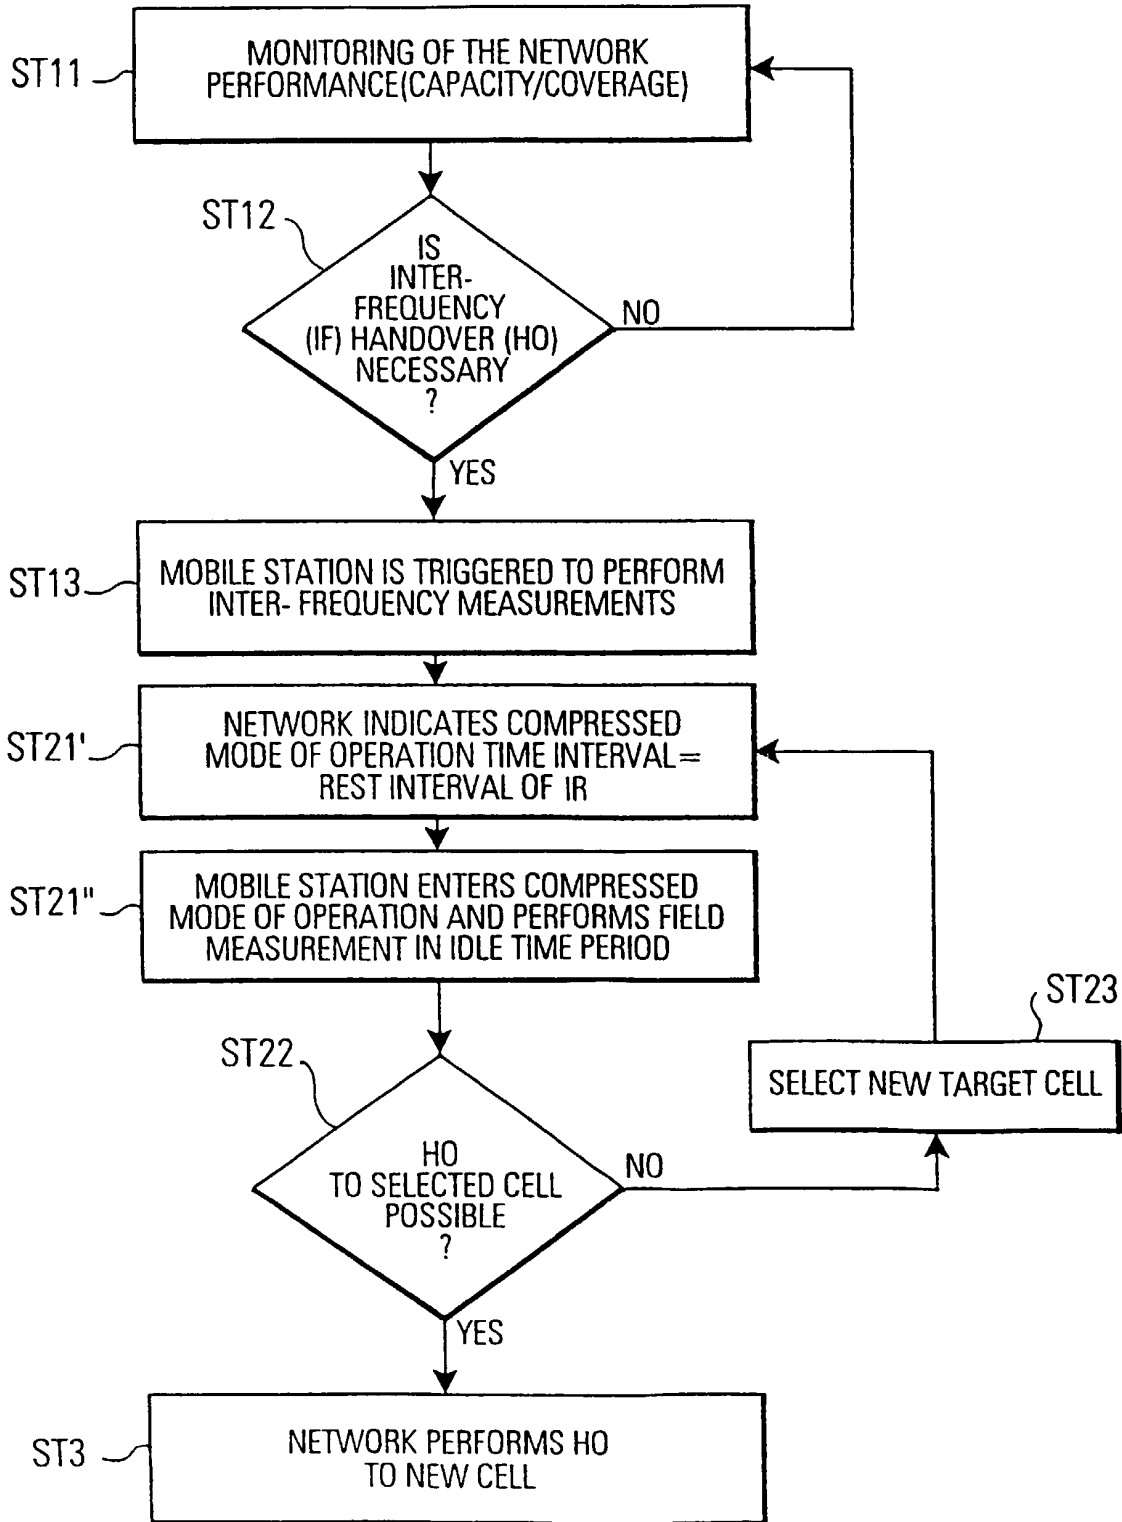 ST11
MONITORING OF THE NETWORK
PERFORMANCE(CAPACITY/COVERAGE)
ST12
IS
INTER-
FREQUENCY
(IF) HANDOVER (HO)
NECESSARY
?
NO
YES
ST13
MOBILE STATION IS TRIGGERED TO PERFORM
INTER- FREQUENCY MEASUREMENTS
ST21'
NETWORK INDICATES COMPRESSED
MODE OF OPERATION TIME INTERVAL=
REST INTERVAL OF IR
ST21"
MOBILE STATION ENTERS COMPRESSED
MODE OF OPERATION AND PERFORMS FIELD
MEASUREMENT IN IDLE TIME PERIOD
ST23
SELECT NEW TARGET CELL
ST22
HO
TO SELECTED CELL
POSSIBLE
?
NO
YES
ST3
NETWORK PERFORMS HO
TO NEW CELL